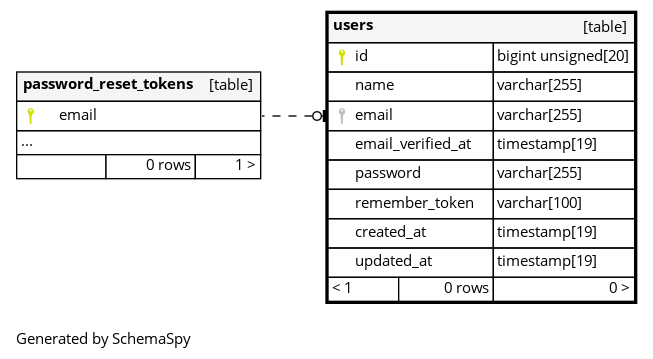 users [table]
id bigint unsigned[20]
name varchar[255]
email varchar[255]
email_verified_at timestamp[19]
password varchar[255]
remember_token varchar[100]
created_at timestamp[19]
updated_at timestamp[19]
< 1 0 rows 0 >
password_reset_tokens [table]
email
...
0 rows 1 >
Generated by SchemaSpy